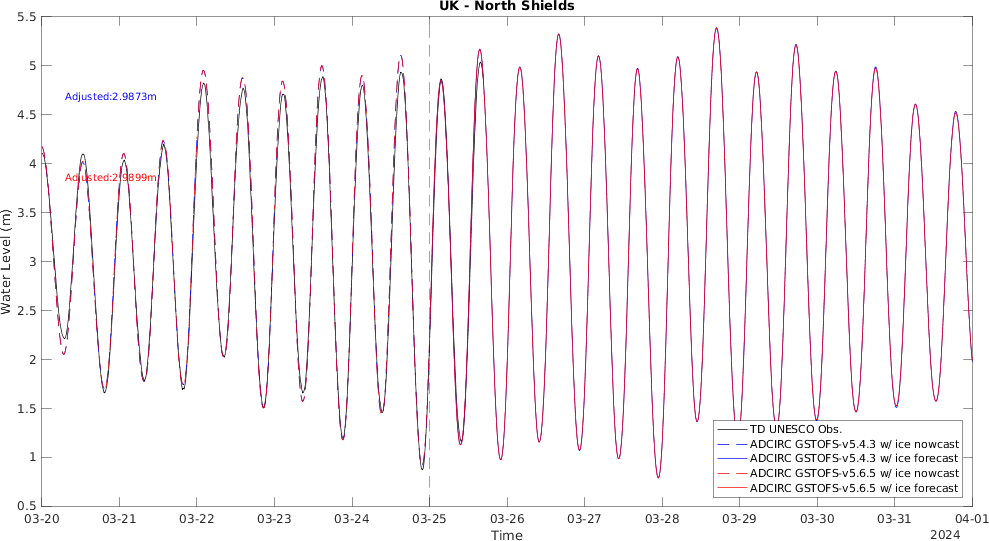 UK - North Shields
5.5
5
4.5
4
3.5
3
2.5
2
1.5
1
0.5
Water Level (m)
Adjusted:2.9873m
Adjusted:2.9899m
TD UNESCO Obs.
ADCIRC GSTOFS-v5.4.3 w/ ice nowcast
ADCIRC GSTOFS-v5.4.3 w/ ice forecast
ADCIRC GSTOFS-v5.6.5 w/ ice nowcast
ADCIRC GSTOFS-v5.6.5 w/ ice forecast
03-20 03-21 03-22 03-23 03-24 03-25 03-26 03-27 03-28 03-29 03-30 03-31 04-01
Time
2024